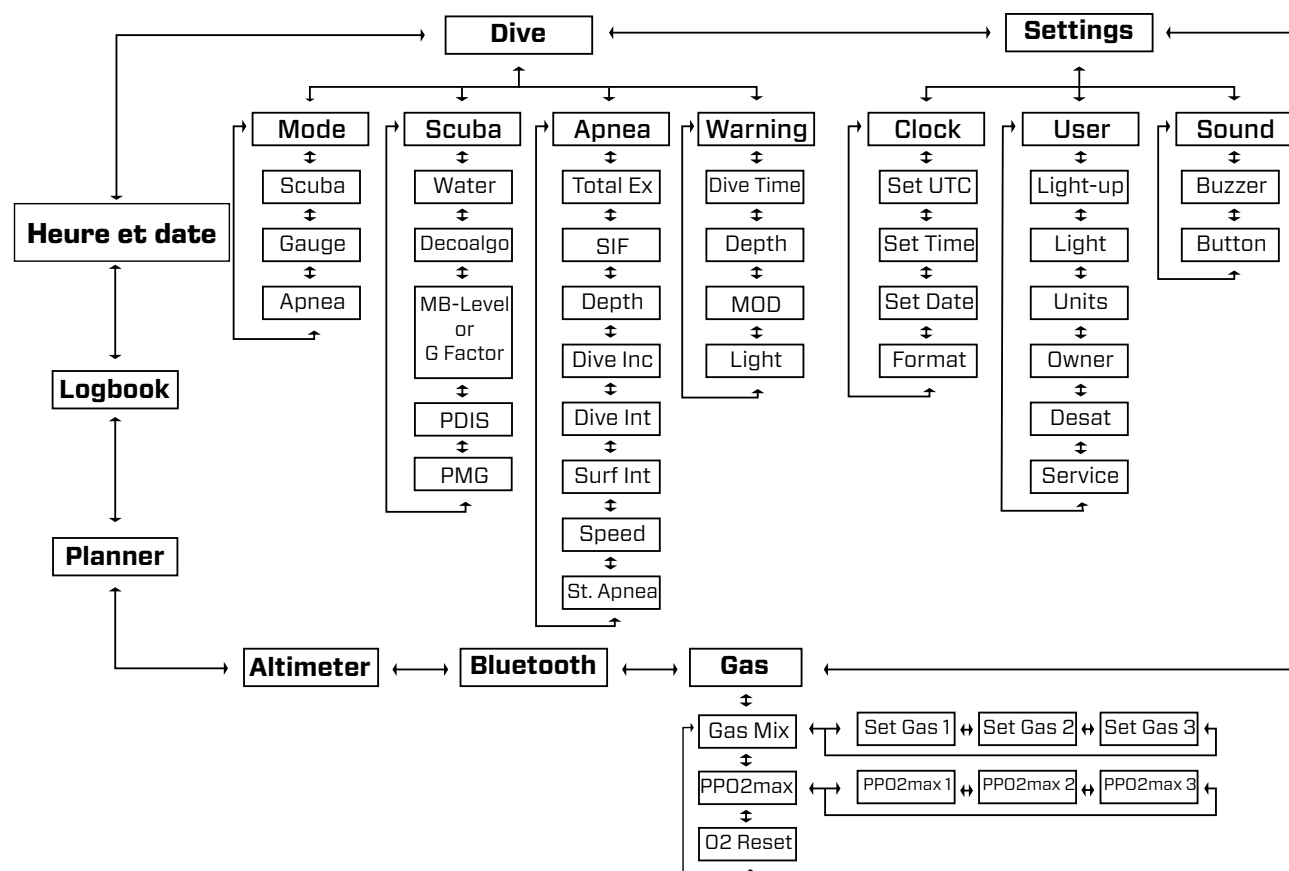 Dive
Settings
Mode
Scuba
Gauge
Apnea
Scuba
Water
Decoalgo
MB-Level
or
G Factor
PDIS
PMG
Apnea
Total Ex
SIF
Depth
Dive Inc
Dive Int
Surf Int
Speed
St. Apnea
Warning
Dive Time
Depth
MOD
Light
Clock
Set UTC
Set Time
Set Date
Format
User
Light-up
Light
Units
Owner
Desat
Service
Sound
Buzzer
Button
Heure et date
Logbook
Planner
Altimeter
Bluetooth
Gas
Gas Mix
Set Gas 1
Set Gas 2
Set Gas 3
PPO2max
PPO2max 1
PPO2max 2
PPO2max 3
O2 Reset